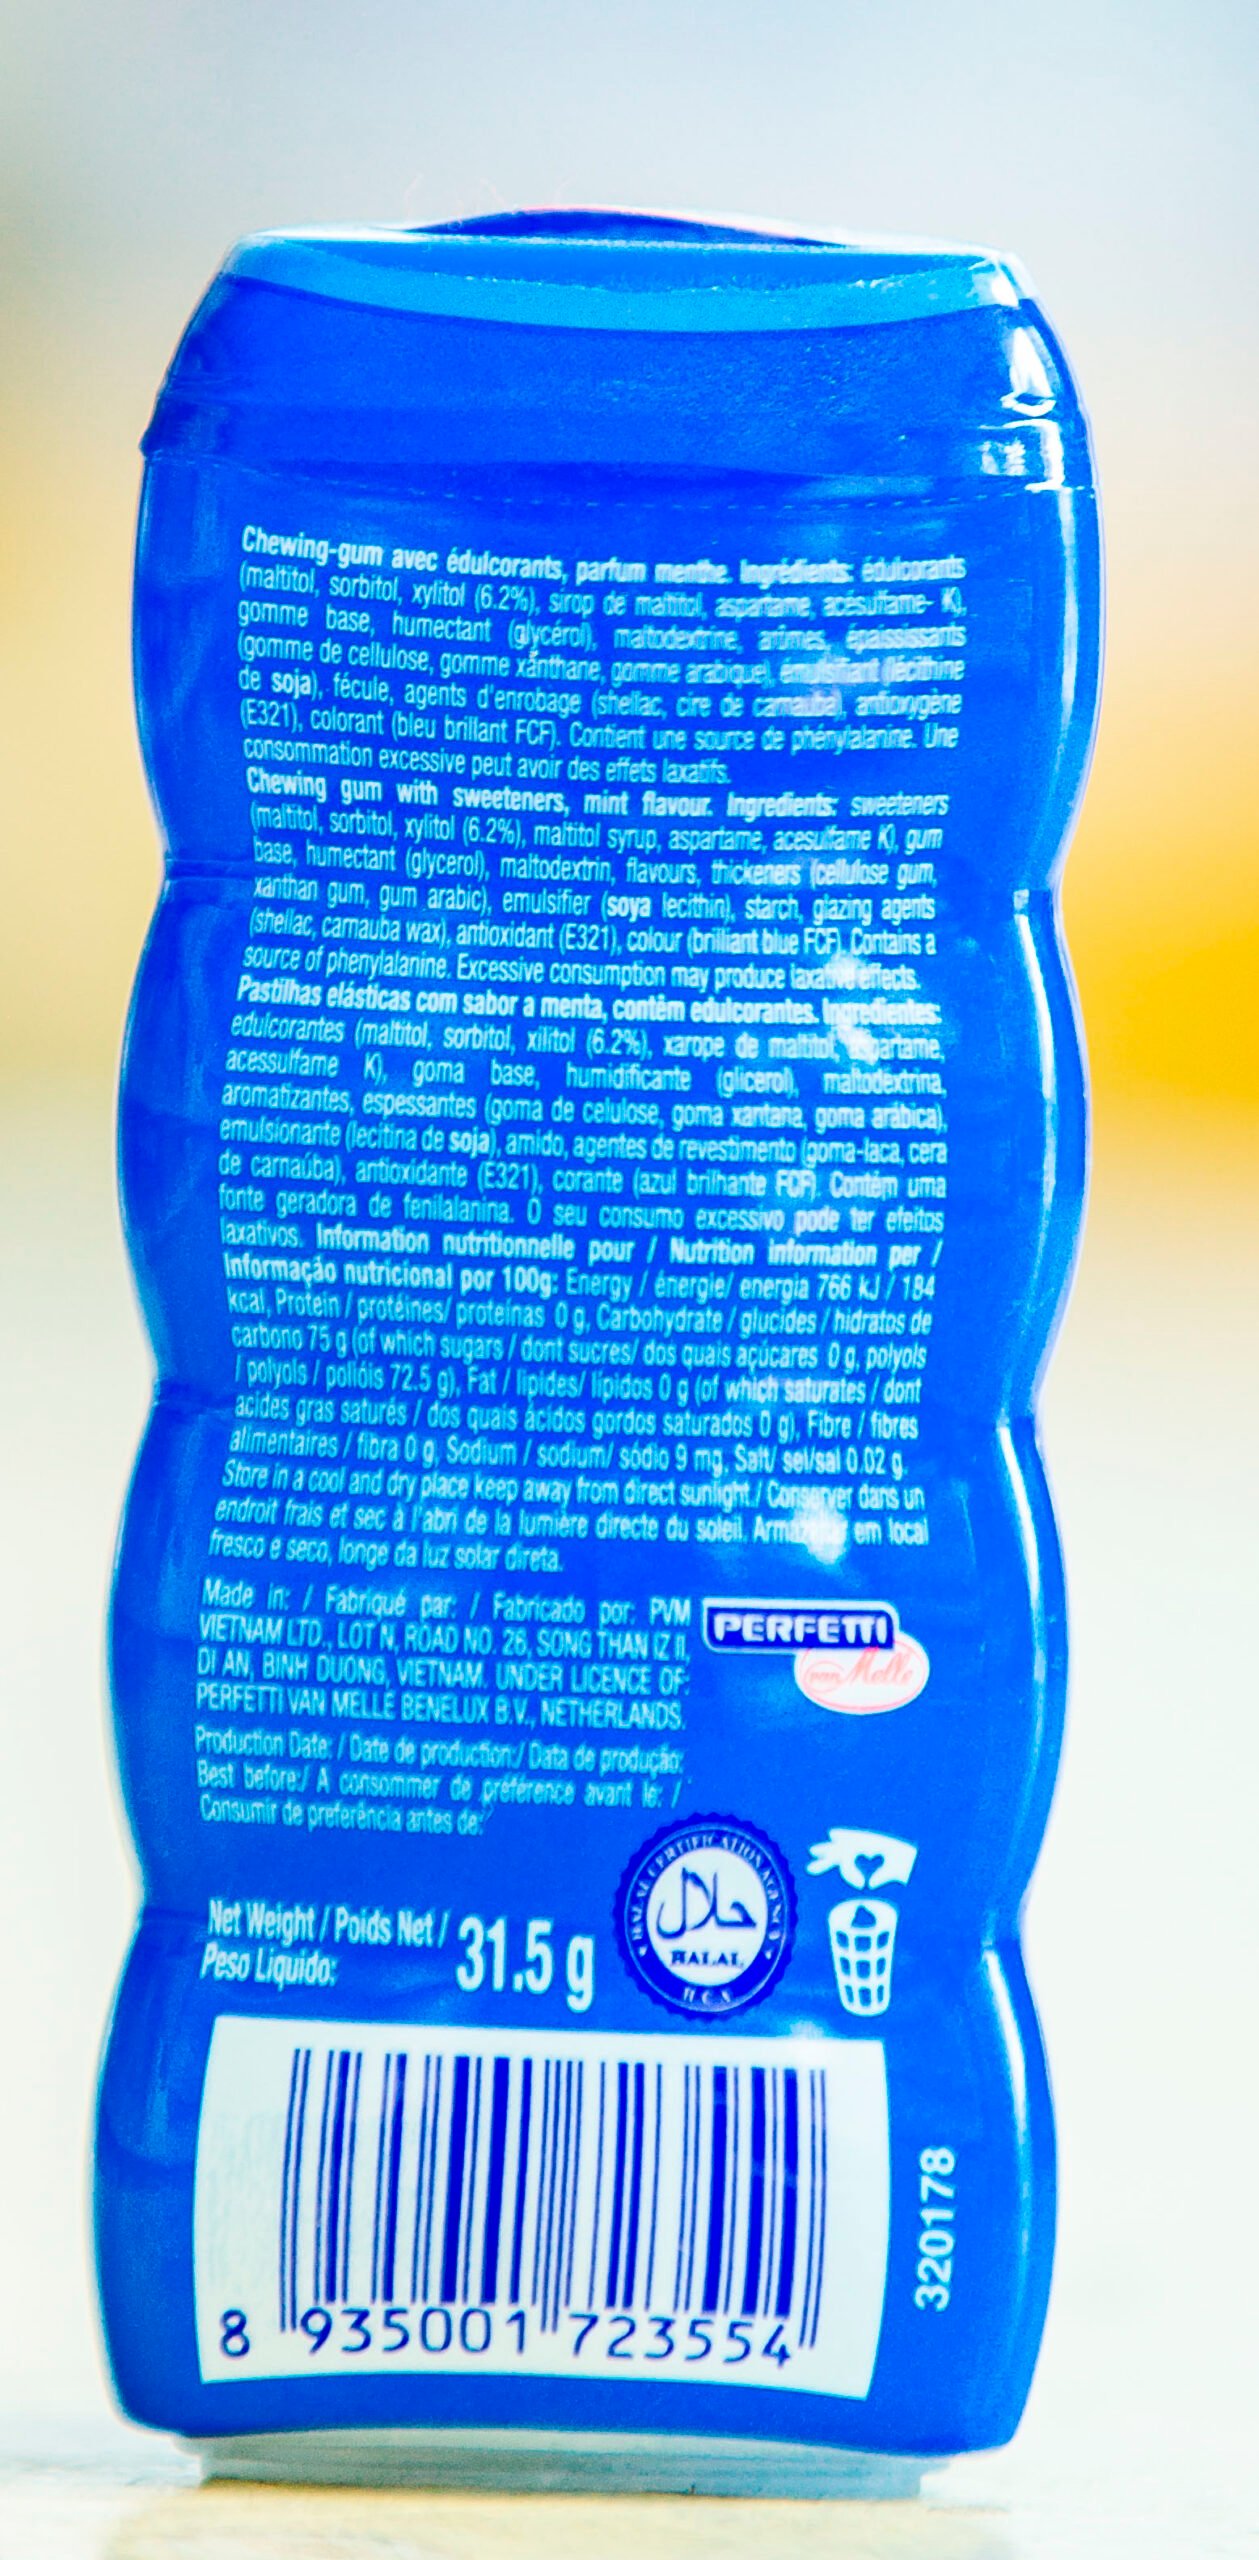 Chewing-gum avec édulcorants, parfum menthe. Ingrédients: édulcorants
(maltitol, sorbitol, xylitol (6.2%), sirop de maltitol, aspartame, acésulfame- K),
gomme base, humectant (glycérol), maltodextrine, arômes, épaississants
(gomme de cellulose, gomme xanthane, gomme arabique), émulsifiant (lécithine
de soja), fécule, agents d'enrobage (shellac, cire de carnauba), antioxygène
(E321), colorant (bleu brillant FCF). Contient une source de phénylalanine. Une
consommation excessive peut avoir des effets laxatifs.
Chewing gum with sweeteners, mint flavour. Ingredients: sweeteners
(maltitol, sorbitol, xylitol (6.2%), maltitol syrup, aspartame, acesulfame K), gum
base, humectant (glycerol), maltodextrin, flavours, thickeners (cellulose gum,
xanthan gum, gum arabic), emulsifier (soya lecithin), starch, glazing agents
(shellac, carnauba wax), antioxidant (E321), colour (brilliant blue FCF). Contains a
source of phenylalanine. Excessive consumption may produce laxative effects.
Pastilhas elásticas com sabor a menta, contêm edulcorantes. Ingredientes:
edulcorantes (maltitol, sorbitol, xilitol (6.2%), xarope de maltitol, aspartame,
acessulfame K), goma base, humidificante (glicerol), maltodextrina,
aromatizantes, espessantes (goma de celulose, goma xantana, goma arábica),
emulsionante (lecitina de soja), amido, agentes de revestimento (goma-laca, cera
de carnaúba), antioxidante (E321), corante (azul brilhante FCF). Contém uma
fonte geradora de fenilalanina. O seu consumo excessivo pode ter efeitos
laxativos. Information nutritionnelle pour / Nutrition information per /
Informação nutricional por 100g: Energy / énergie/ energia 766 kJ / 184
kcal, Protein / protéines/ proteínas 0 g, Carbohydrate / glucides / hidratos de
carbono 75 g (of which sugars / dont sucres/ dos quais açúcares 0 g, polyols
/ polyols / polióis 72.5 g), Fat / lipides/ lípidos 0 g (of which saturates / dont
acides gras saturés / dos quais ácidos gordos saturados 0 g), Fibre / fibres
alimentaires / fibra 0 g, Sodium / sodium/ sódio 9 mg, Salt/ sel/sal 0.02 g.
Store in a cool and dry place keep away from direct sunlight./ Conserver dans un
endroit frais et sec à l'abri de la lumière directe du soleil. Armazenar em local
fresco e seco, longe da luz solar direta.
Made in: / Fabriqué par: / Fabricado por: PVM
VIETNAM LTD., LOT N, ROAD NO. 26, SONG THAN IZ II,
DI AN, BINH DUONG, VIETNAM. UNDER LICENCE OF:
PERFETTI VAN MELLE BENELUX B.V., NETHERLANDS.
PERFETTI
van Melle
Production Date: / Date de production:/ Data de produção:
Best before:/ A consommer de préférence avant le: /
Consumir de preferência antes de:
Net Weight / Poids Net /
Peso Líquido:
31.5 g
HALAL CERTIFICATION AGENCY
حلال
HALAL
H.C.A
320178
8 935001 723554